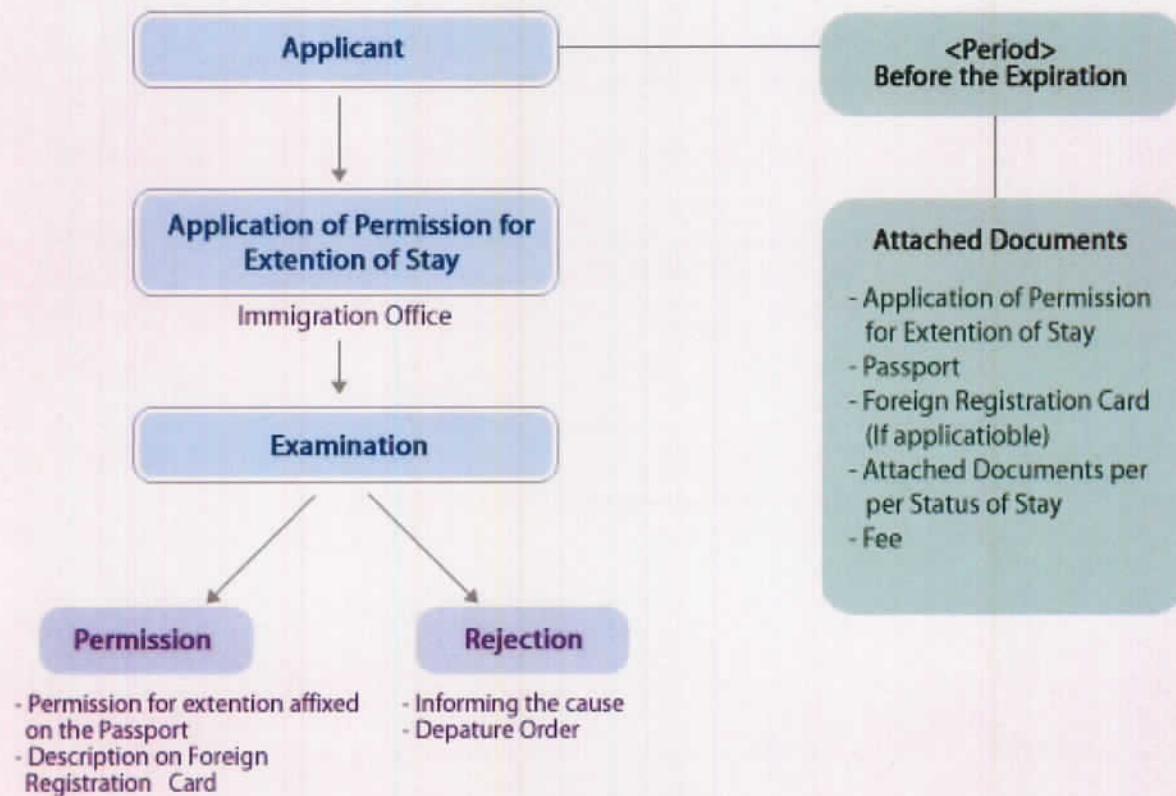 Applicant
<Period>
Before the Expiration
Application of Permission for
Extention of Stay
Immigration Office
Attached Documents
- Application of Permission
for Extention of Stay
- Passport
- Foreign Registration Card
(If applicatioble)
- Attached Documents per
per Status of Stay
- Fee
Examination
Permission
- Permission for extention affixed
on the Passport
- Description on Foreign
Registration Card
Rejection
- Informing the cause
- Depature Order